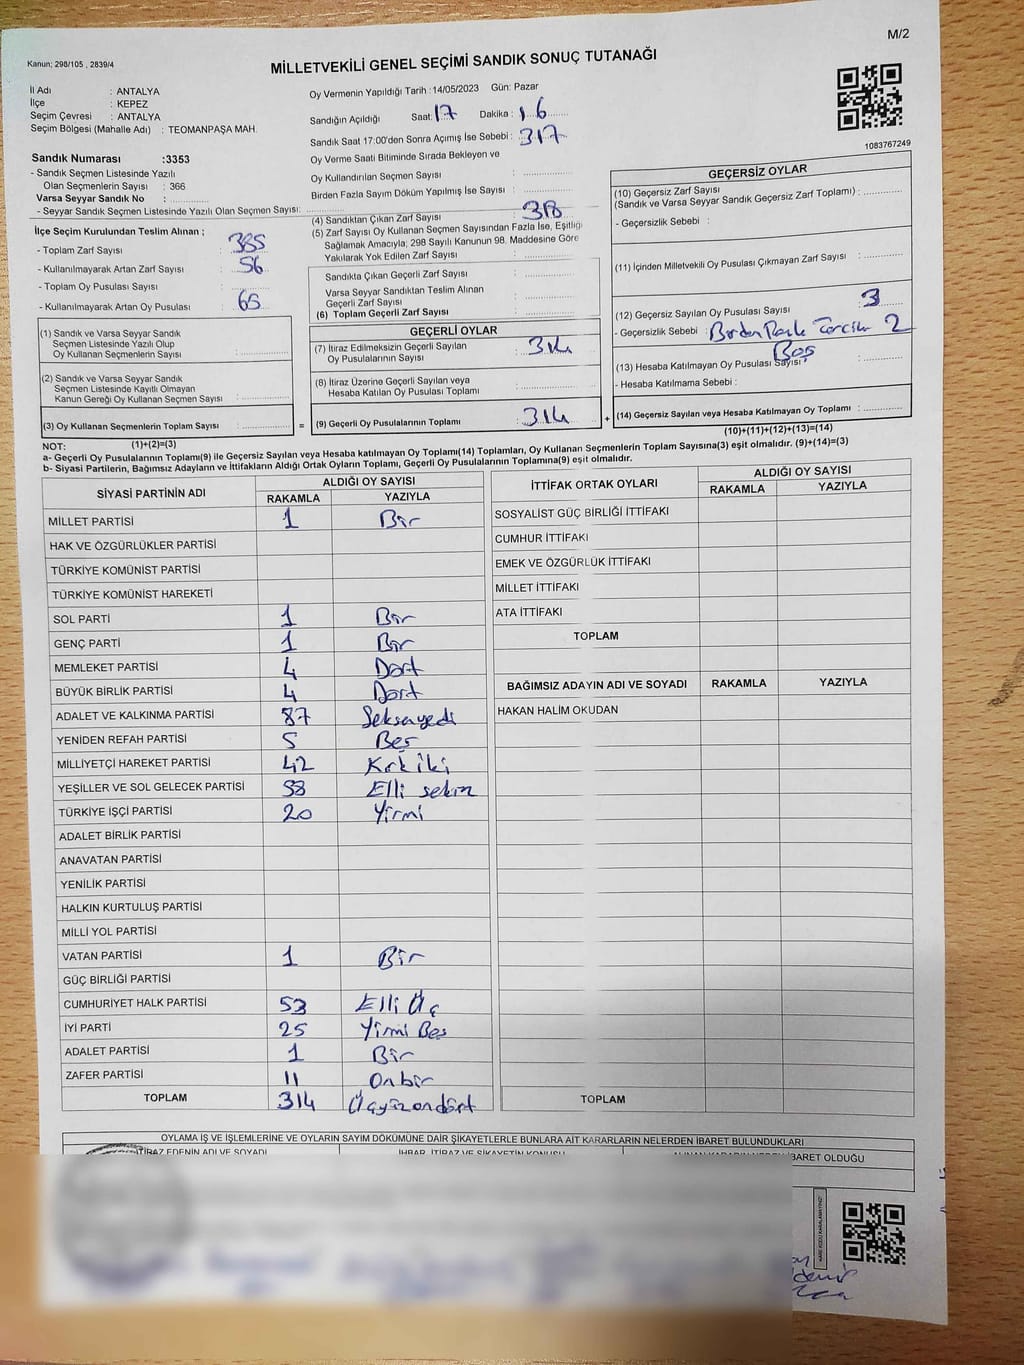 M/2
Kanun; 298/105 , 2839/4
MİLLETVEKİLİ GENEL SEÇİMİ SANDIK SONUÇ TUTANAĞI
İl Adı : ANTALYA
İlçe : KEPEZ
Seçim Çevresi : ANTALYA
Seçim Bölgesi (Mahalle Adı) : TEOMANPAŞA MAH.
Oy Vermenin Yapıldığı Tarih :14/05/2023 Gün: Pazar
Sandığın Açıldığı Saat: 17 Dakika : 16
Sandık Saat 17:00'den Sonra Açımış İse Sebebi : 317
Oy Verme Saati Bitiminde Sırada Bekleyen ve
Oy Kullandırılan Seçmen Sayısı :
Birden Fazla Sayım Döküm Yapılmış İse Sayısı :
1083767249
Sandık Numarası :3353
- Sandık Seçmen Listesinde Yazılı
Olan Seçmenlerin Sayısı : 366
Varsa Seyyar Sandık No :
- Seyyar Sandık Seçmen Listesinde Yazılı Olan Seçmen Sayısı:
İlçe Seçim Kurulundan Teslim Alınan ;
- Toplam Zarf Sayısı : 385
- Kullanılmayarak Artan Zarf Sayısı : 56
- Toplam Oy Pusulası Sayısı :
- Kullanılmayarak Artan Oy Pusulası : 65
(1) Sandık ve Varsa Seyyar Sandık
Seçmen Listesinde Yazılı Olup
Oy Kullanan Seçmenlerin Sayısı :
(2) Sandık ve Varsa Seyyar Sandık
Seçmen Listesinde Kayıtlı Olmayan
Kanun Gereği Oy Kullanan Seçmen Sayısı :
(3) Oy Kullanan Seçmenlerin Toplam Sayısı :
(1)+(2)=(3)
(4) Sandıktan Çıkan Zarf Sayısı : 318
(5) Zarf Sayısı Oy Kullanan Seçmen Sayısından Fazla İse, Eşitliği
Sağlamak Amacıyla; 298 Sayılı Kanunun 98. Maddesine Göre
Yakılarak Yok Edilen Zarf Sayısı :
Sandıkta Çıkan Geçerli Zarf Sayısı :
Varsa Seyyar Sandıktan Teslim Alınan
Geçerli Zarf Sayısı :
(6) Toplam Geçerli Zarf Sayısı :
GEÇERLİ OYLAR
(7) İtiraz Edilmeksizin Geçerli Sayılan
Oy Pusulalarının Sayısı : 314
(8) İtiraz Üzerine Geçerli Sayılan veya
Hesaba Katılan Oy Pusulası Toplamı :
= (9) Geçerli Oy Pusulalarının Toplamı : 314 +
GEÇERSİZ OYLAR
(10) Geçersiz Zarf Sayısı
(Sandık ve Varsa Seyyar Sandık Geçersiz Zarf Toplamı) :
- Geçersizlik Sebebi :
(11) İçinden Milletvekili Oy Pusulası Çıkmayan Zarf Sayısı :
(12) Geçersiz Sayılan Oy Pusulası Sayısı : 3
- Geçersizlik Sebebi : 2
Boş
(13) Hesaba Katılmayan Oy Pusulası Sayısı :
- Hesaba Katılmama Sebebi :
(14) Geçersiz Sayılan veya Hesaba Katılmayan Oy Toplamı :
(10)+(11)+(12)+(13)=(14)
NOT:
a- Geçerli Oy Pusulalarının Toplamı(9) ile Geçersiz Sayılan veya Hesaba katılmayan Oy Toplamı(14) Toplamları, Oy Kullanan Seçmenlerin Toplam Sayısına(3) eşit olmalıdır. (9)+(14)=(3)
b- Siyasi Partilerin, Bağımsız Adayların ve İttifakların Aldığı Ortak Oyların Toplamı, Geçerli Oy Pusulalarının Toplamına(9) eşit olmalıdır.
SİYASİ PARTİNİN ADI ALDIĞI OY SAYISI
RAKAMLA YAZIYLA
MİLLET PARTİSİ 1 Bir
HAK VE ÖZGÜRLÜKLER PARTİSİ
TÜRKİYE KOMÜNİST PARTİSİ
TÜRKİYE KOMÜNİST HAREKETİ
SOL PARTİ 1 Bir
GENÇ PARTİ 1 Bir
MEMLEKET PARTİSİ 4 Dört
BÜYÜK BİRLİK PARTİSİ 4 Dört
ADALET VE KALKINMA PARTİSİ 87 Seksenyedi
YENİDEN REFAH PARTİSİ 5 Beş
MİLLİYETÇİ HAREKET PARTİSİ 42 Kırk iki
YEŞİLLER VE SOL GELECEK PARTİSİ 58 Elli sekiz
TÜRKİYE İŞÇİ PARTİSİ 20 Yirmi
ADALET BİRLİK PARTİSİ
ANAVATAN PARTİSİ
YENİLİK PARTİSİ
HALKIN KURTULUŞ PARTİSİ
MİLLİ YOL PARTİSİ
VATAN PARTİSİ 1 Bir
GÜÇ BİRLİĞİ PARTİSİ
CUMHURİYET HALK PARTİSİ 53 Elli Üç
İYİ PARTİ 25 Yirmi Beş
ADALET PARTİSİ 1 Bir
ZAFER PARTİSİ 11 Onbir
TOPLAM 314 Üçyüzondört
İTTİFAK ORTAK OYLARI ALDIĞI OY SAYISI
RAKAMLA YAZIYLA
SOSYALİST GÜÇ BİRLİĞİ İTTİFAKI
CUMHUR İTTİFAKI
EMEK VE ÖZGÜRLÜK İTTİFAKI
MİLLET İTTİFAKI
ATA İTTİFAKI
TOPLAM
BAĞIMSIZ ADAYIN ADI VE SOYADI RAKAMLA YAZIYLA
HAKAN HALİM OKUDAN
TOPLAM
OYLAMA İŞ VE İŞLEMLERİNE VE OYLARIN SAYIM DÖKÜMÜNE DAİR ŞİKAYETLERLE BUNLARA AİT KARARLARIN NELERDEN İBARET BULUNDUKLARI
İTİRAZ EDENİN ADI VE SOYADI İHBAR, İTİRAZ VE ŞİKAYETİN KONUSU ALINAN KARARIN NEDEN İBARET OLDUĞU